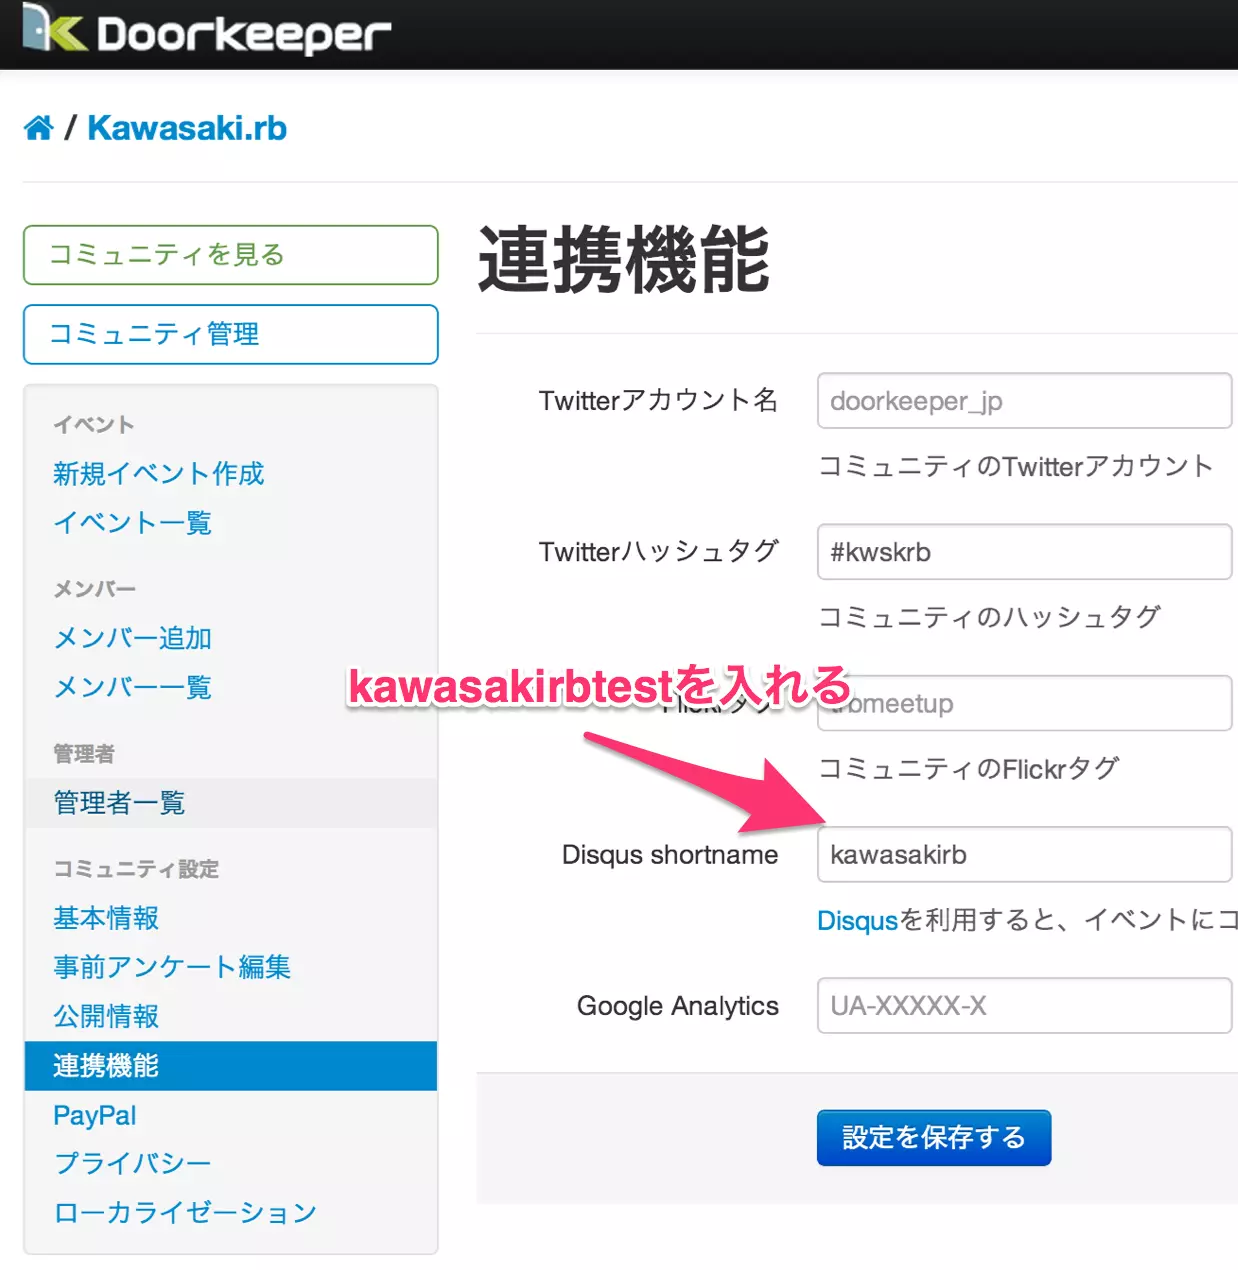 Doorkeeper
/ Kawasaki.rb
コミュニティを見る
コミュニティ管理
イベント
新規イベント作成
イベント一覧
メンバー
メンバー追加
メンバー一覧
管理者
管理者一覧
コミュニティ設定
基本情報
事前アンケート編集
公開情報
連携機能
PayPal
プライバシー
ローカライゼーション
連携機能
Twitterアカウント名
doorkeeper_jp
コミュニティのTwitterアカウント
Twitterハッシュタグ
#kwskrb
コミュニティのハッシュタグ
kawasakirbtestを入れる
Flickrタグ
trbmeetup
コミュニティのFlickrタグ
Disqus shortname
kawasakirb
Disqusを利用すると、イベントにコ
Google Analytics
UA-XXXXX-X
設定を保存する